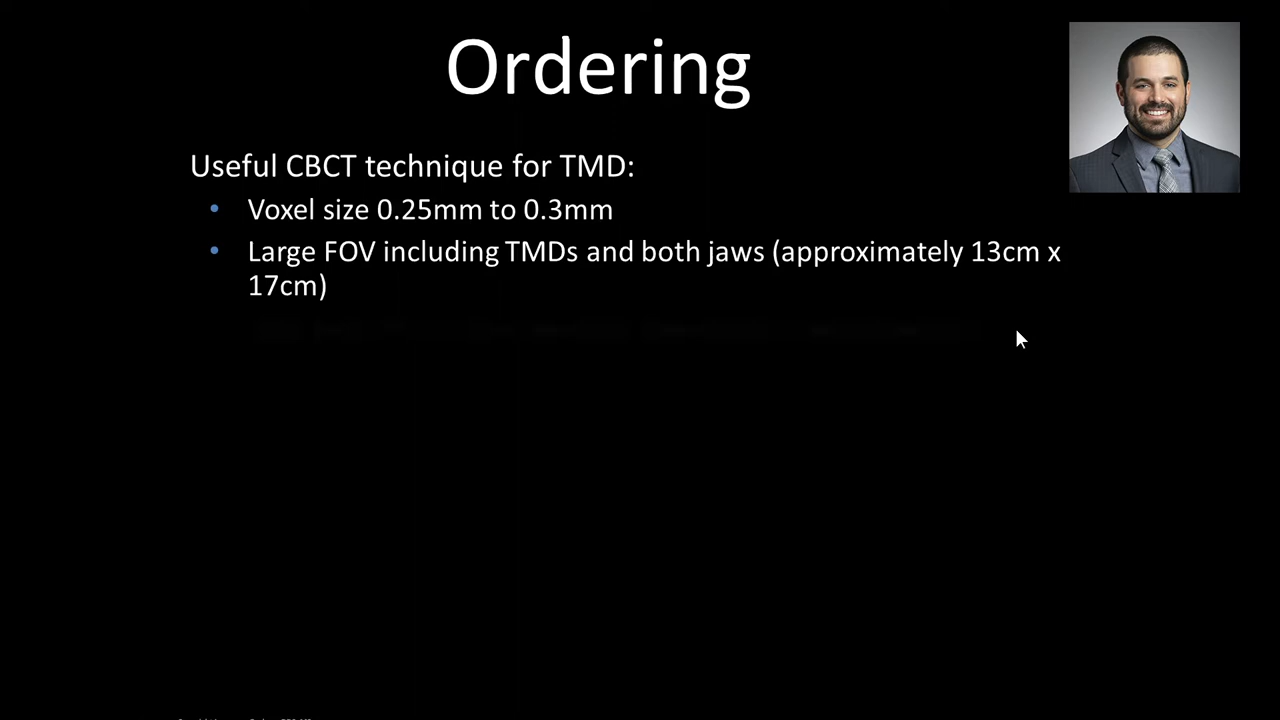 Ordering
Useful CBCT technique for TMD:
• Voxel size 0.25mm to 0.3mm
• Large FOV including TMDs and both jaws (approximately 13cm x
17cm)